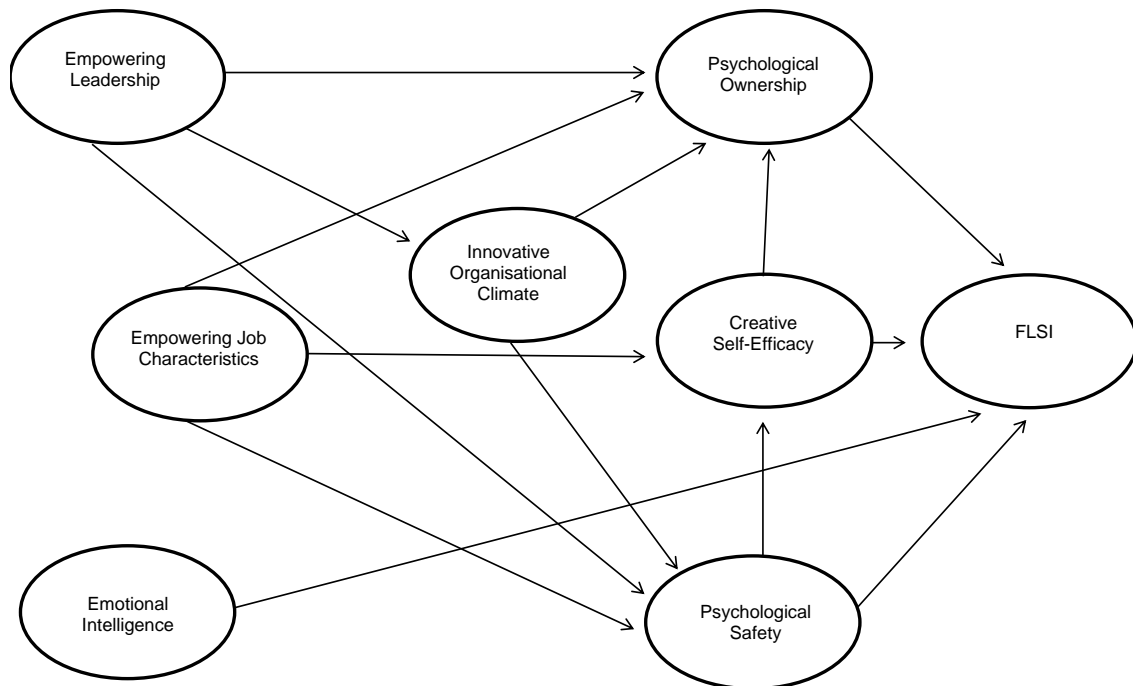 Empowering
Leadership
Psychological
Ownership
Innovative
Organisational
Climate
Empowering Job
Characteristics
Creative
Self-Efficacy
FLSI
Emotional
Intelligence
Psychological
Safety